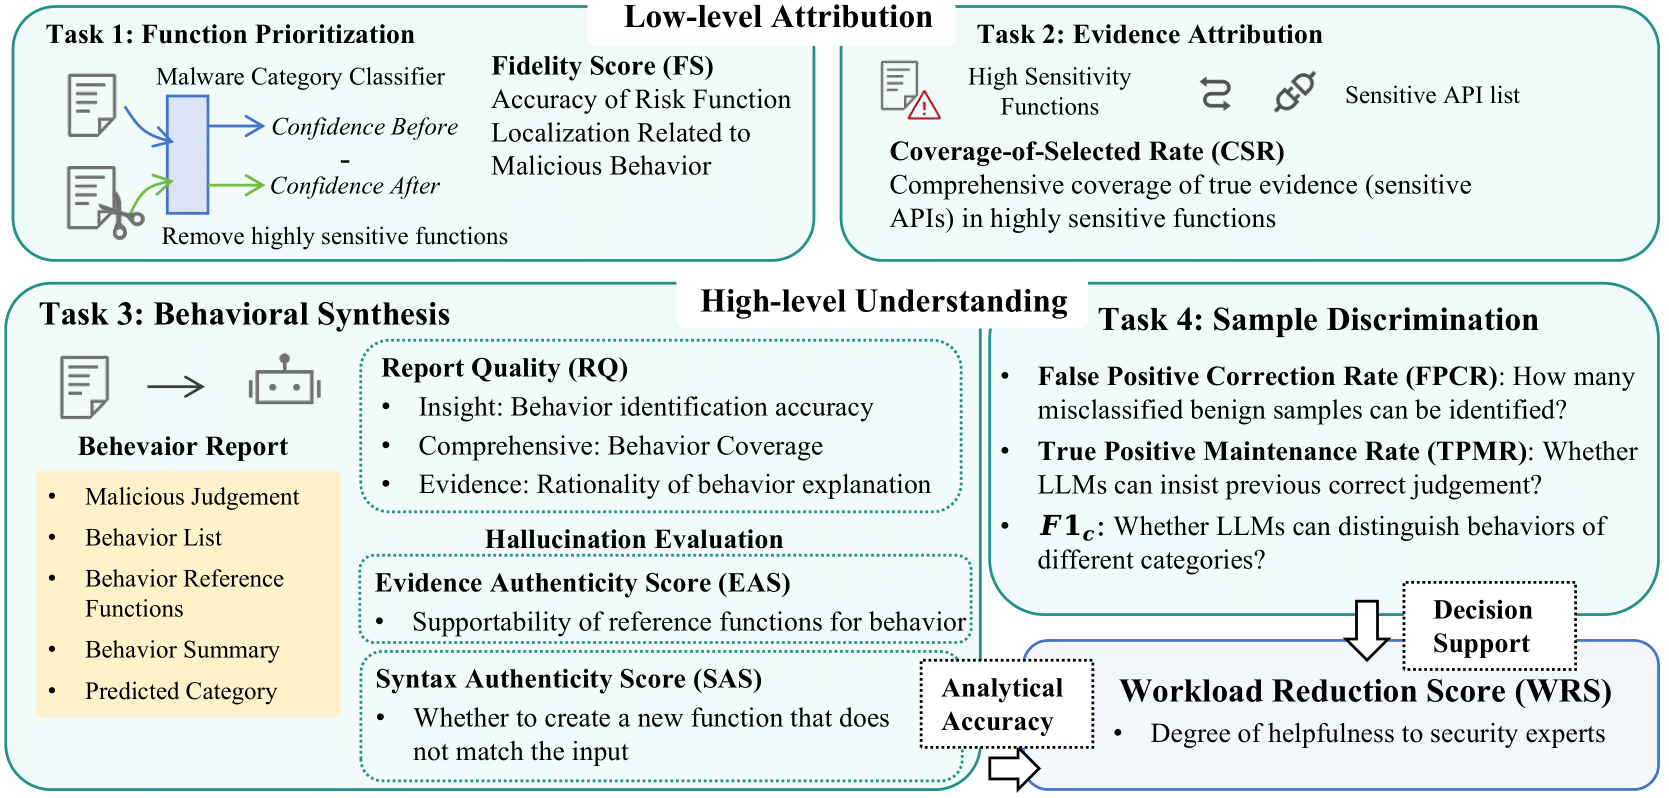 Low-level Attribution
Task 1: Function Prioritization
Malware Category Classifier
Confidence Before
-
Confidence After
Remove highly sensitive functions
Fidelity Score (FS)
Accuracy of Risk Function
Localization Related to
Malicious Behavior
Task 2: Evidence Attribution
High Sensitivity
Functions
Sensitive API list
Coverage-of-Selected Rate (CSR)
Comprehensive coverage of true evidence (sensitive
APIs) in highly sensitive functions
High-level Understanding
Task 3: Behavioral Synthesis
Behevaior Report
• Malicious Judgement
• Behavior List
• Behavior Reference
Functions
• Behavior Summary
• Predicted Category
Report Quality (RQ)
• Insight: Behavior identification accuracy
• Comprehensive: Behavior Coverage
• Evidence: Rationality of behavior explanation
Hallucination Evaluation
Evidence Authenticity Score (EAS)
• Supportability of reference functions for behavior
Syntax Authenticity Score (SAS)
• Whether to create a new function that does
not match the input
Task 4: Sample Discrimination
• False Positive Correction Rate (FPCR): How many
misclassified benign samples can be identified?
• True Positive Maintenance Rate (TPMR): Whether
LLMs can insist previous correct judgement?
• F1c: Whether LLMs can distinguish behaviors of
different categories?
Decision
Support
Analytical
Accuracy
Workload Reduction Score (WRS)
• Degree of helpfulness to security experts